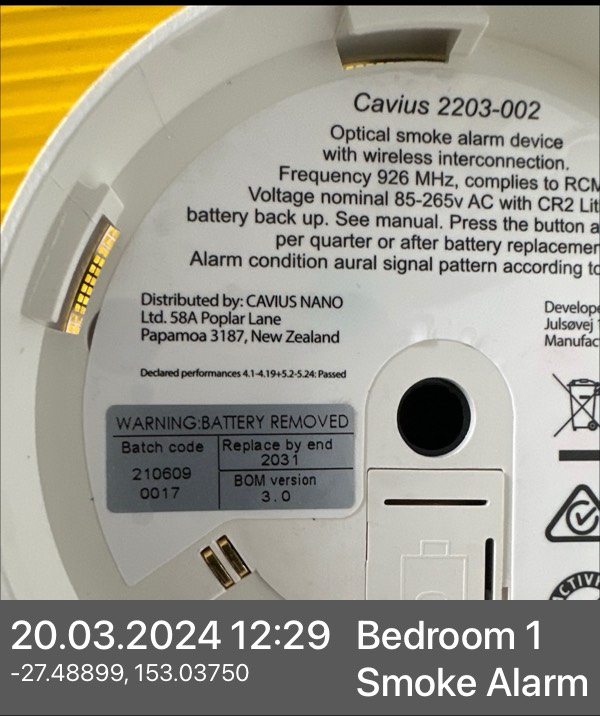 Cavius 2203-002
Optical smoke alarm device
with wireless interconnection.
Frequency 926 MHz, complies to RCM
Voltage nominal 85-265v AC with CR2 Lit
battery back up. See manual. Press the button a
per quarter or after battery replacemen
Alarm condition aural signal pattern according to
Distributed by: CAVIUS NANO
Ltd. 58A Poplar Lane
Papamoa 3187, New Zealand
Develope
Julsøvej 1
Manufac
Declared performances 4.1-4.19+5.2-5.24: Passed
WARNING:BATTERY REMOVED
Batch code
210609
0017
Replace by end
2031
BOM version
3.0
ACTIVF
20.03.2024 12:29
-27.48899, 153.03750
Bedroom 1
Smoke Alarm